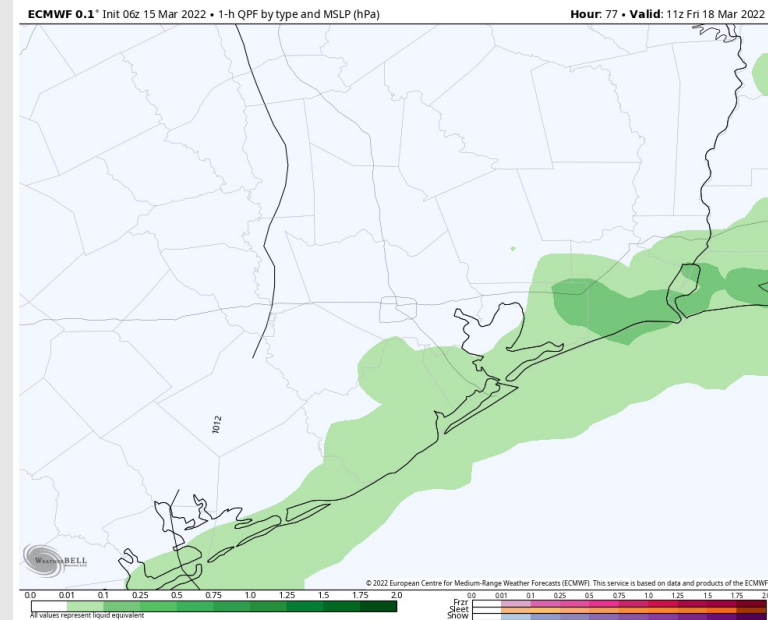 ECMWF 0.1° Init 06z 15 Mar 2022 • 1-h QPF by type and MSLP (hPa)
Hour: 77 • Valid: 11z Fri 18 Mar 2022
1012
WeatherBELL
© 2022 European Centre for Medium-Range Weather Forecasts (ECMWF). This service is based on data and products of the ECMWF
0.0 0.01 0.1 0.25 0.5 0.75 1.0 1.25 1.5 1.75 2.0
All values represent liquid equivalent
0.0 0.01 0.1 0.25 0.5 0.75 1.0 1.25 1.5 1.75 2.0
Frzr
Sleet
Snow